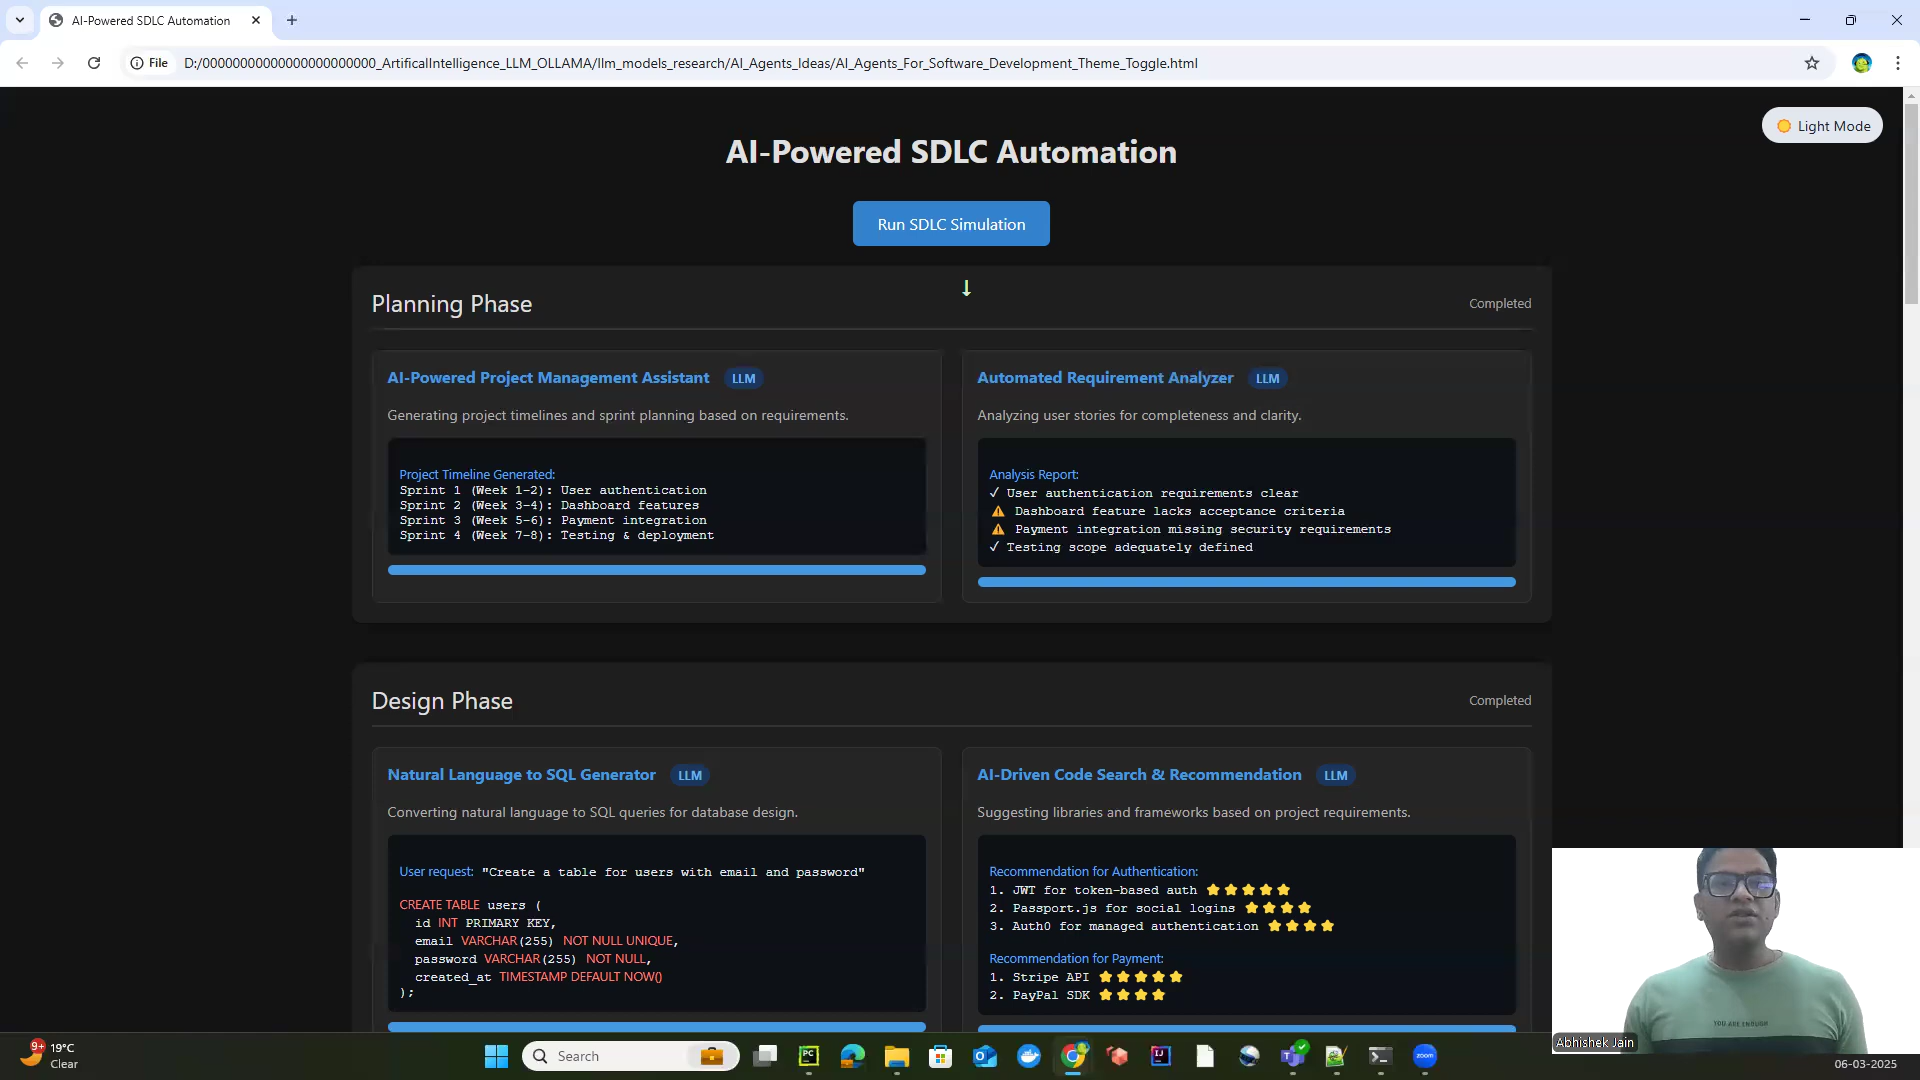 AI-Powered SDLC Automation
File
D:/00000000000000000000000_ArtificalIntelligence_LLM_OLLAMA/llm_models_research/AI_Agents_Ideas/AI_Agents_For_Software_Development_Theme_Toggle.html
Light Mode
AI-Powered SDLC Automation
Run SDLC Simulation
↓
Planning Phase
Completed
AI-Powered Project Management Assistant LLM
Generating project timelines and sprint planning based on requirements.
Project Timeline Generated:
Sprint 1 (Week 1-2): User authentication
Sprint 2 (Week 3-4): Dashboard features
Sprint 3 (Week 5-6): Payment integration
Sprint 4 (Week 7-8): Testing & deployment
Automated Requirement Analyzer LLM
Analyzing user stories for completeness and clarity.
Analysis Report:
✓ User authentication requirements clear
⚠ Dashboard feature lacks acceptance criteria
⚠ Payment integration missing security requirements
✓ Testing scope adequately defined
Design Phase
Completed
Natural Language to SQL Generator LLM
Converting natural language to SQL queries for database design.
User request: "Create a table for users with email and password"
CREATE TABLE users (
id INT PRIMARY KEY,
email VARCHAR(255) NOT NULL UNIQUE,
password VARCHAR(255) NOT NULL,
created_at TIMESTAMP DEFAULT NOW()
);
AI-Driven Code Search & Recommendation LLM
Suggesting libraries and frameworks based on project requirements.
Recommendation for Authentication:
1. JWT for token-based auth ⭐⭐⭐⭐⭐
2. Passport.js for social logins ⭐⭐⭐⭐
3. Auth0 for managed authentication ⭐⭐⭐⭐
Recommendation for Payment:
1. Stripe API ⭐⭐⭐⭐⭐
2. PayPal SDK ⭐⭐⭐⭐
YOU ARE ENOUGH
Abhishek Jain
9+
19°C
Clear
Search
PC
IJ
zoom
06-03-2025